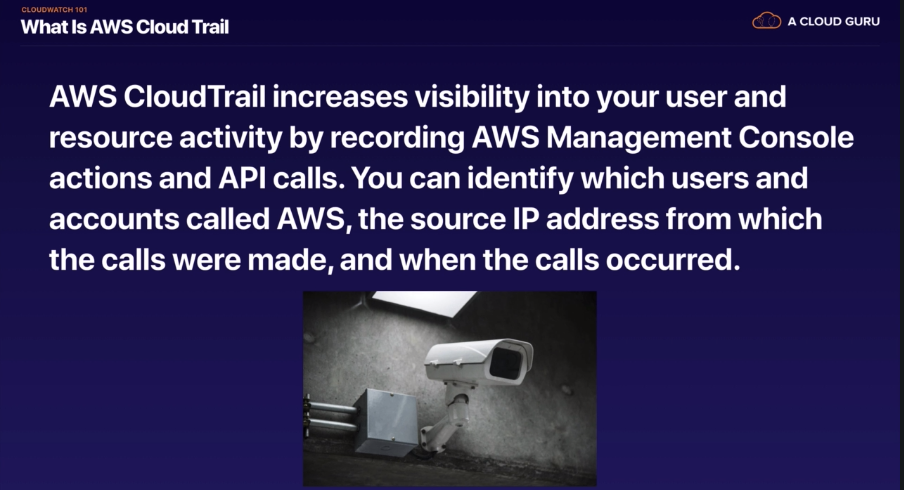 CLOUDWATCH 101
What Is AWS Cloud Trail
A CLOUD GURU
AWS CloudTrail increases visibility into your user and
resource activity by recording AWS Management Console
actions and API calls. You can identify which users and
accounts called AWS, the source IP address from which
the calls were made, and when the calls occurred.